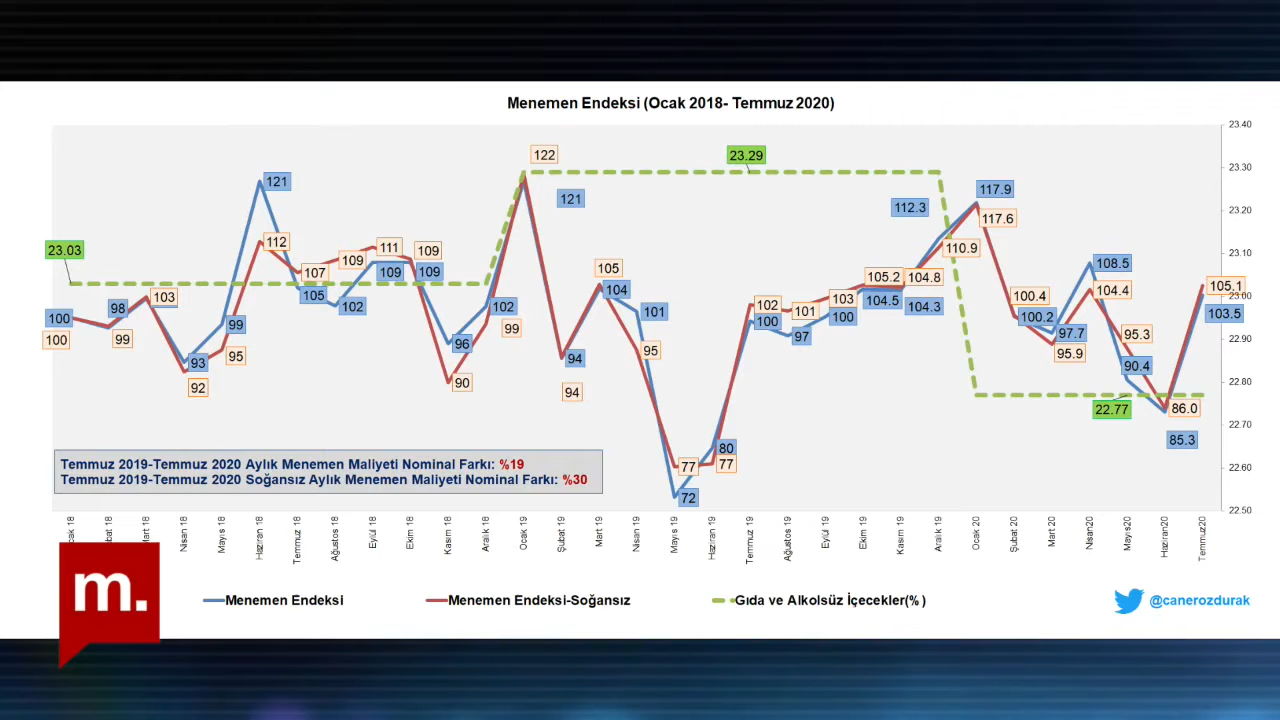 Menemen Endeksi (Ocak 2018- Temmuz 2020)
23.40
23.30
23.20
23.10
23.00
22.90
22.80
22.70
22.60
22.50
23.03
23.29
22.77
100
98
103
93
99
121
112
107
105
109
102
111
109
109
109
96
90
102
99
122
121
94
94
105
104
101
95
77
72
80
77
102
100
101
97
103
100
105.2
104.5
104.8
104.3
112.3
110.9
117.9
117.6
100.4
100.2
97.7
95.9
108.5
104.4
95.3
90.4
86.0
85.3
105.1
103.5
100
99
92
95
Temmuz 2019-Temmuz 2020 Aylık Menemen Maliyeti Nominal Farkı: %19
Temmuz 2019-Temmuz 2020 Soğansız Aylık Menemen Maliyeti Nominal Farkı: %30
Mart 18
Nisan 18
Mayıs 18
Haziran 18
Temmuz 18
Ağustos 18
Eylül 18
Ekim 18
Kasım 18
Aralık 18
Ocak 19
Şubat 19
Mart 19
Nisan 19
Mayıs 19
Haziran 19
Temmuz 19
Ağustos 19
Eylül 19
Ekim 19
Kasım 19
Aralık 19
Ocak 20
Şubat 20
Mart 20
Nisan20
Mayıs20
Haziran20
Temmuz20
m.
Menemen Endeksi
Menemen Endeksi-Soğansız
Gıda ve Alkolsüz İçecekler(%)
@canerozdurak